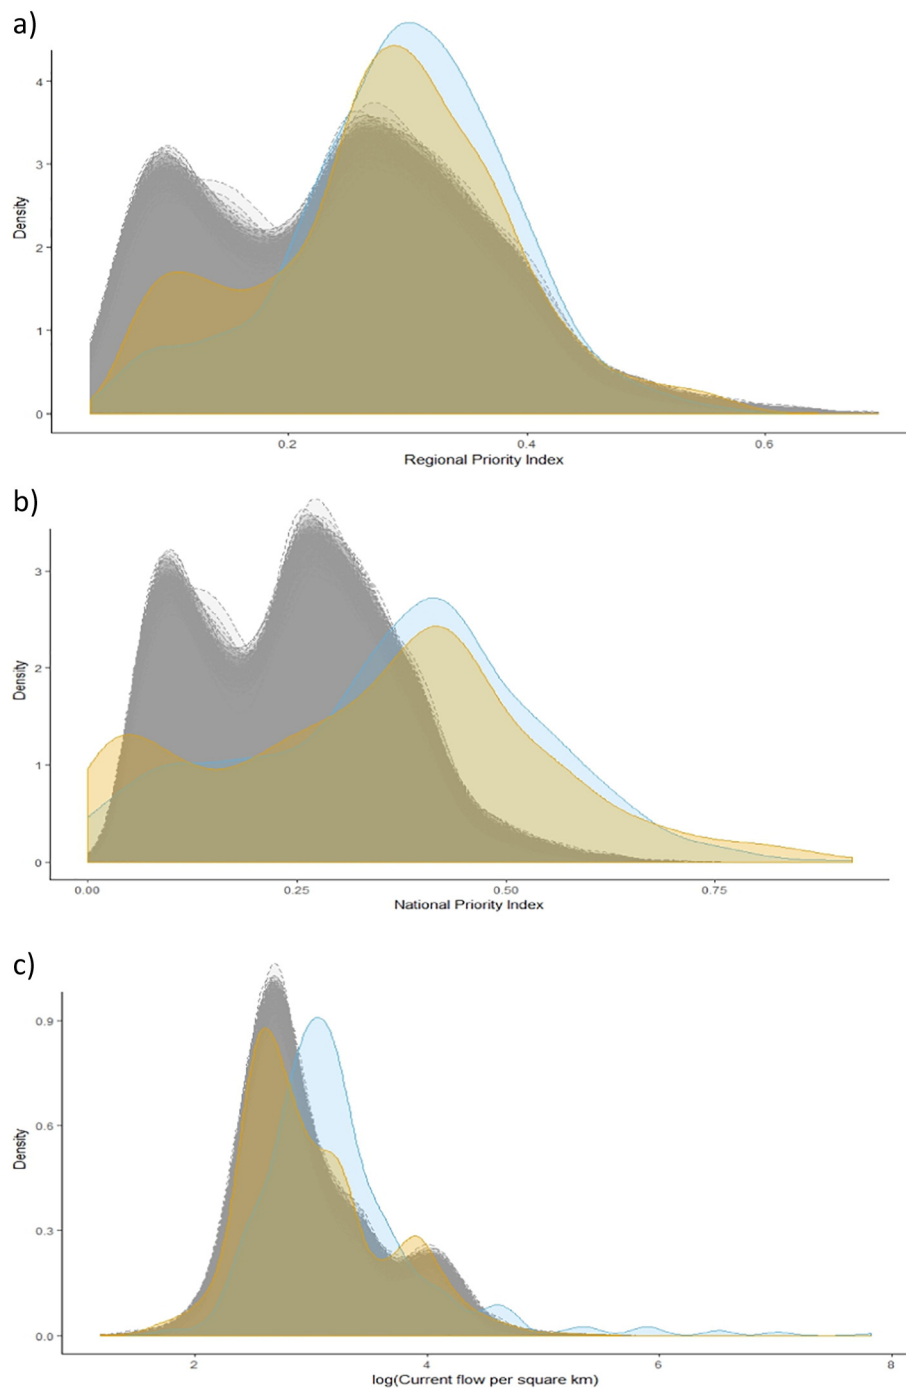 a)
4
3
2
1
0
Density
0.2 0.4 0.6
Regional Priority Index
b)
3
2
1
0
Density
0.00 0.25 0.50 0.75
National Priority Index
c)
0.9
0.6
0.3
0.0
Density
2 4 6 8
log(Current flow per square km)